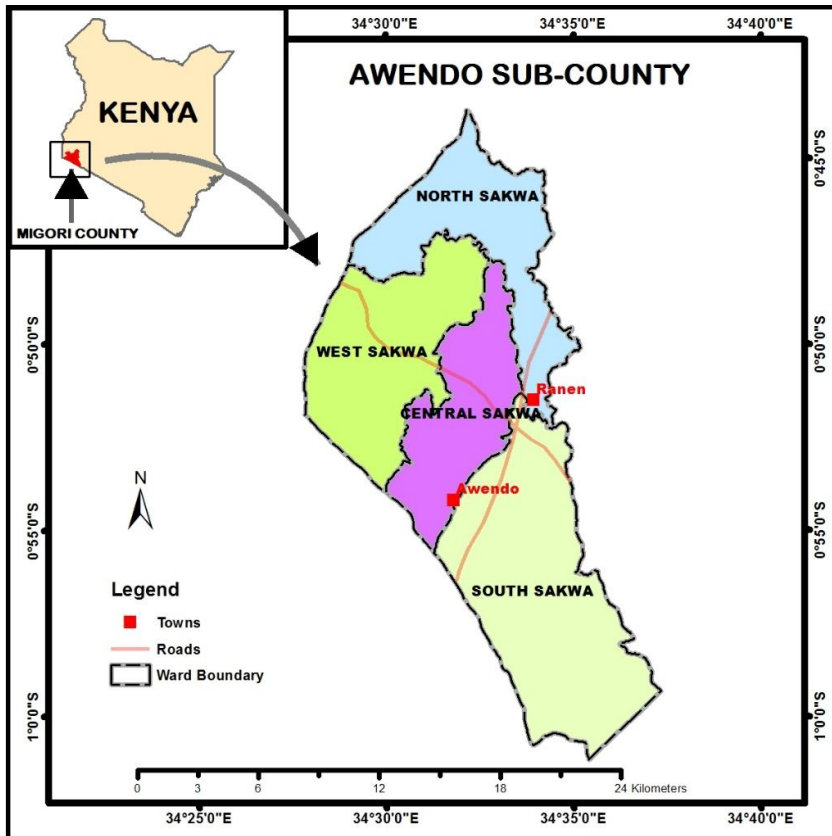 34°30'0"E 34°35'0"E 34°40'0"E
AWENDO SUB-COUNTY
KENYA
MIGORI COUNTY
0°45'0"S
0°45'0"S
NORTH SAKWA
0°50'0"S
0°50'0"S
WEST SAKWA
Ranen
CENTRAL SAKWA
N
Awendo
0°55'0"S
0°55'0"S
SOUTH SAKWA
Legend
Towns
Roads
Ward Boundary
1°0'0"S
1°0'0"S
0 3 6 12 18 24 Kilometers
34°25'0"E 34°30'0"E 34°35'0"E 34°40'0"E